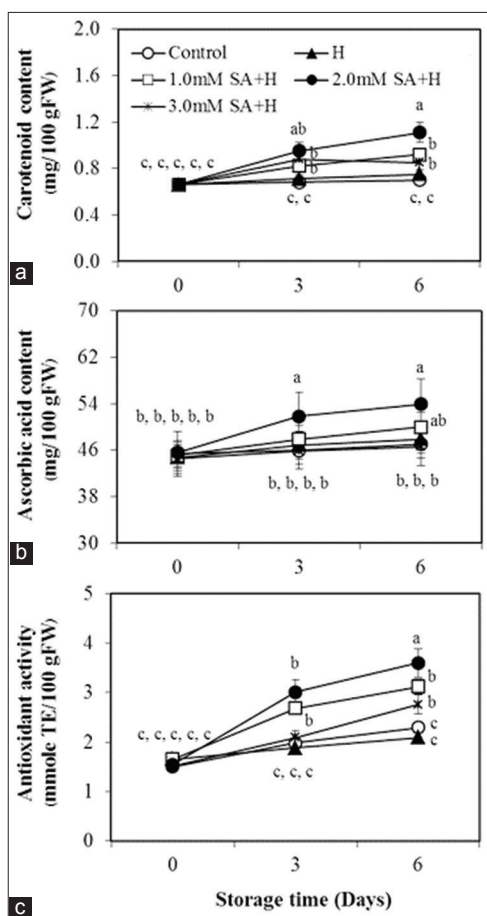 2.0
1.6
1.2
0.8
0.4
0.0
Carotenoid content
(mg/100 gFW)
Control
H
1.0mM SA+H
2.0mM SA+H
3.0mM SA+H
c, c, c, c, c
ab
b
b
c, c
a
b
b
c, c
0
3
6
a
70
62
54
46
38
30
Ascorbic acid content
(mg/100 gFW)
b, b, b, b, b
a
b, b, b, b
a
ab
b, b, b
0
3
6
b
5
4
3
2
1
0
Antioxidant activity
(mmole TE/100 gFW)
c, c, c, c, c
b
b
c, c, c
a
b
b
c
c
0
3
6
Storage time (Days)
c